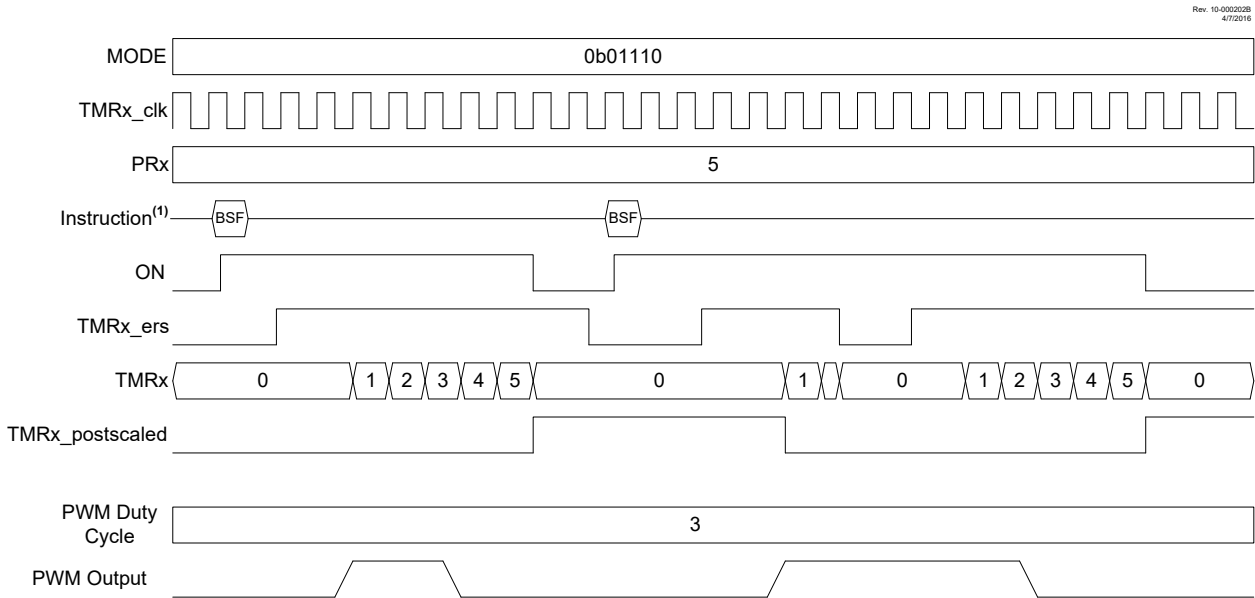 Rev. 10-000202B
4/7/2016
MODE 0b01110
TMRx_clk
PRx 5
Instruction(1) BSF BSF
ON
TMRx_ers
TMRx 0 1 2 3 4 5 0 1 0 1 2 3 4 5 0
TMRx_postscaled
PWM Duty
Cycle 3
PWM Output